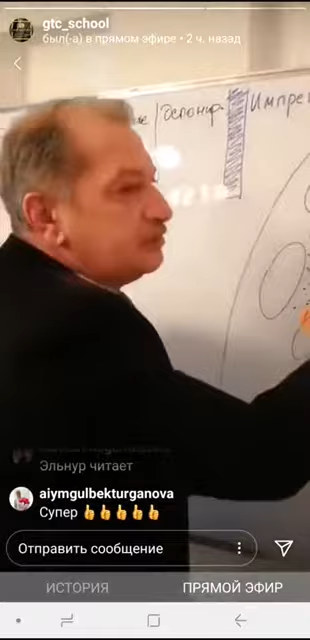 gtc_school
был(-а) в прямом эфире • 2 ч. назад
Эльнур читает
aiymgulbekturganova
Супер 👍👍👍👍👍
Отправить сообщение
ИСТОРИЯ
ПРЯМОЙ ЭФИР